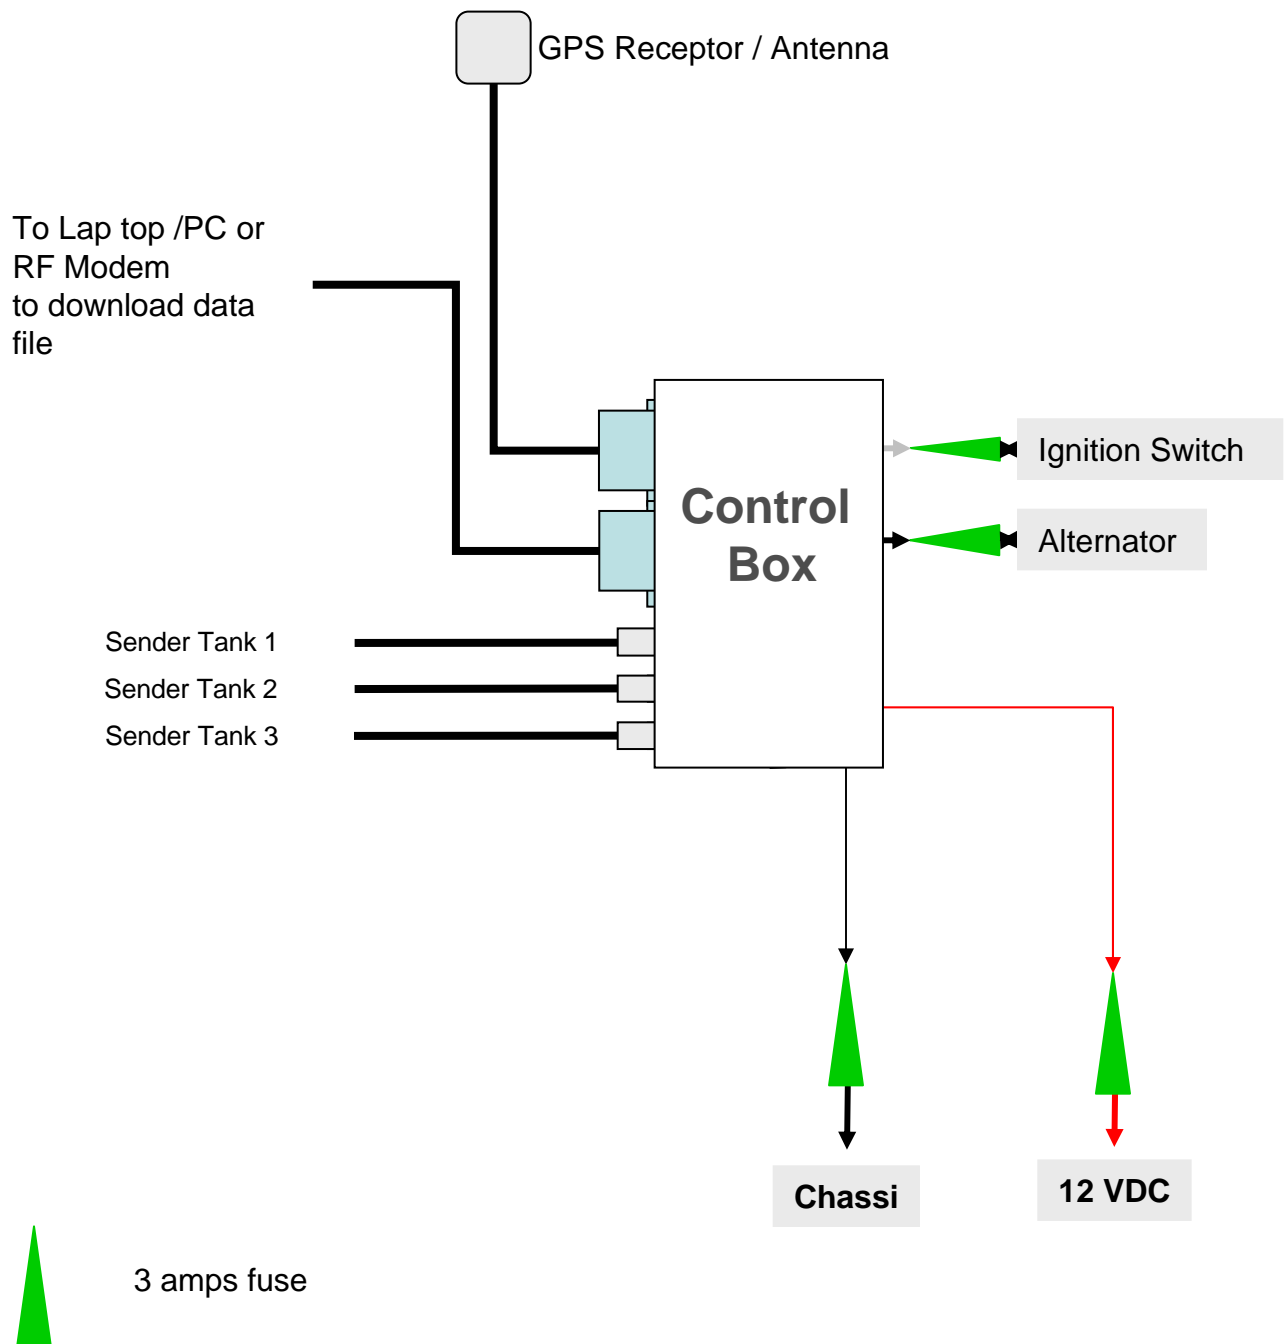 GPS Receptor / Antenna
To Lap top /PC or
RF Modem
to download data
file
Control
Box
Ignition Switch
Alternator
Sender Tank 1
Sender Tank 2
Sender Tank 3
Chassi
12 VDC
3 amps fuse